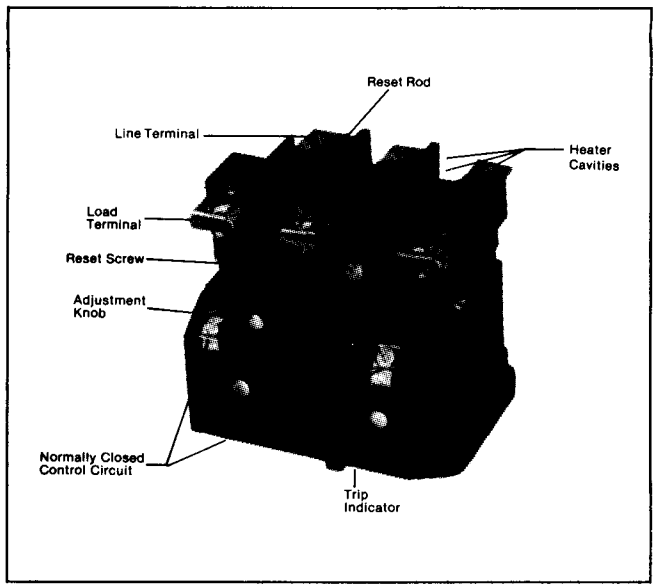 Reset Rod
Line Terminal
Heater
Cavities
Load
Terminal
Reset Screw
Adjustment
Knob
Normally Closed
Control Circuit
Trip
Indicator